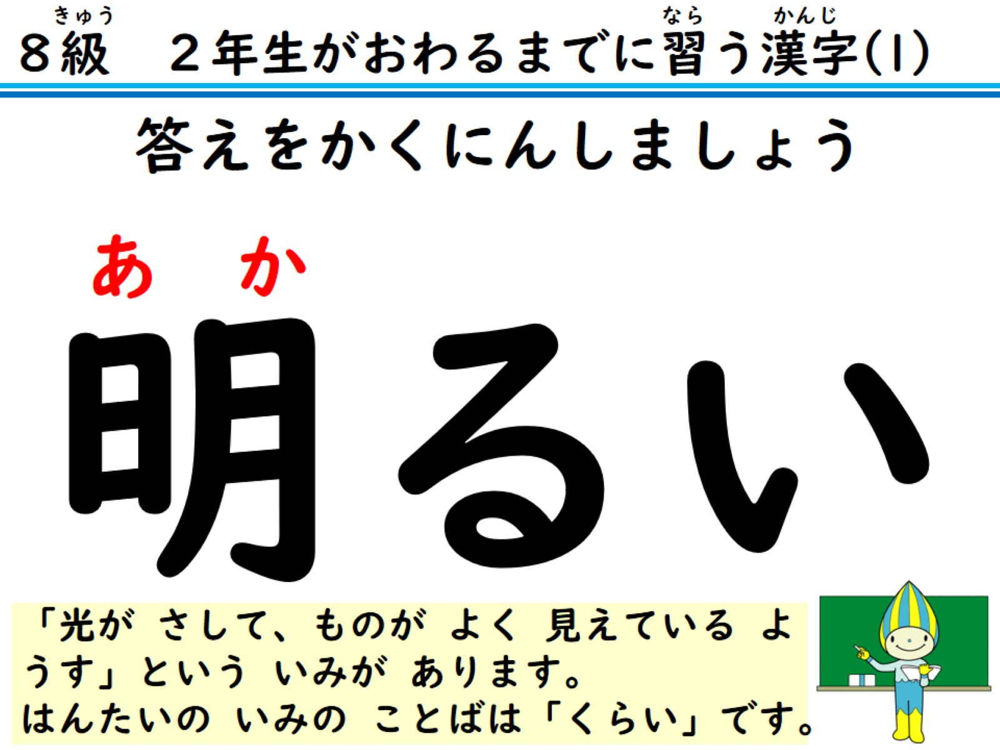 きゅう なら かんじ
8級 2年生がおわるまでに習う漢字(1)
答えをかくにんしましょう
あ か
明るい
「光が さして、ものが よく 見えている よ
うす」という いみが あります。
はんたいの いみの ことばは「くらい」です。